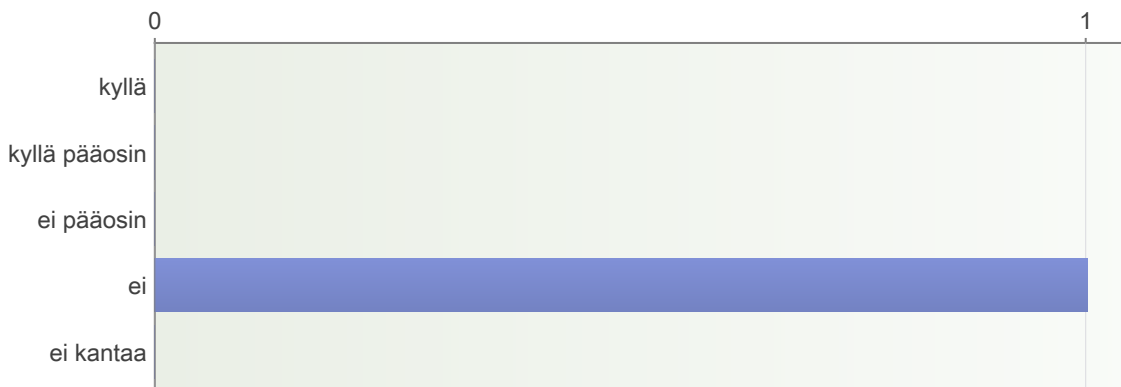 0 1
kyllä
kyllä pääosin
ei pääosin
ei
ei kantaa